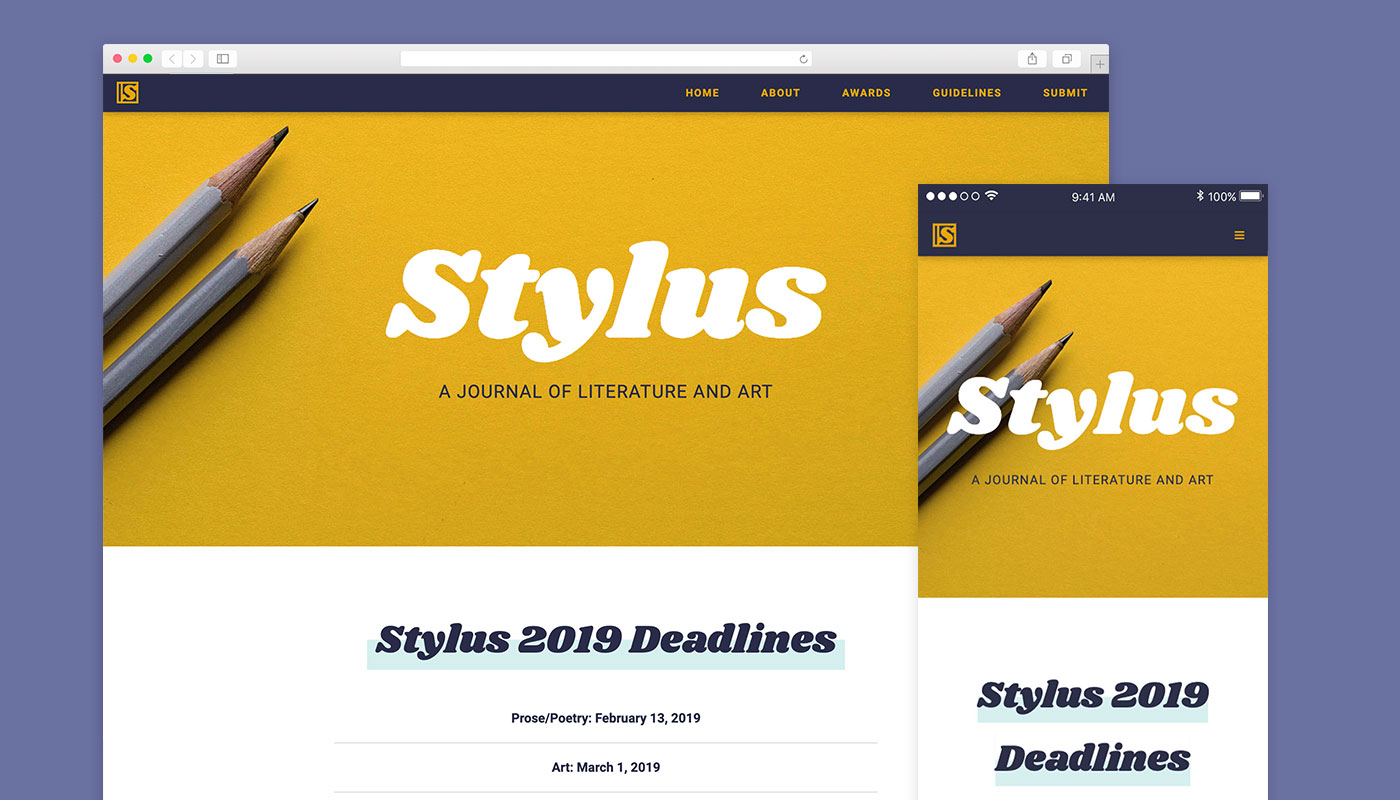 HOME ABOUT AWARDS GUIDELINES SUBMIT
Stylus
A JOURNAL OF LITERATURE AND ART
Stylus 2019 Deadlines
Prose/Poetry: February 13, 2019
Art: March 1, 2019
9:41 AM 100%
Stylus
A JOURNAL OF LITERATURE AND ART
Stylus 2019
Deadlines